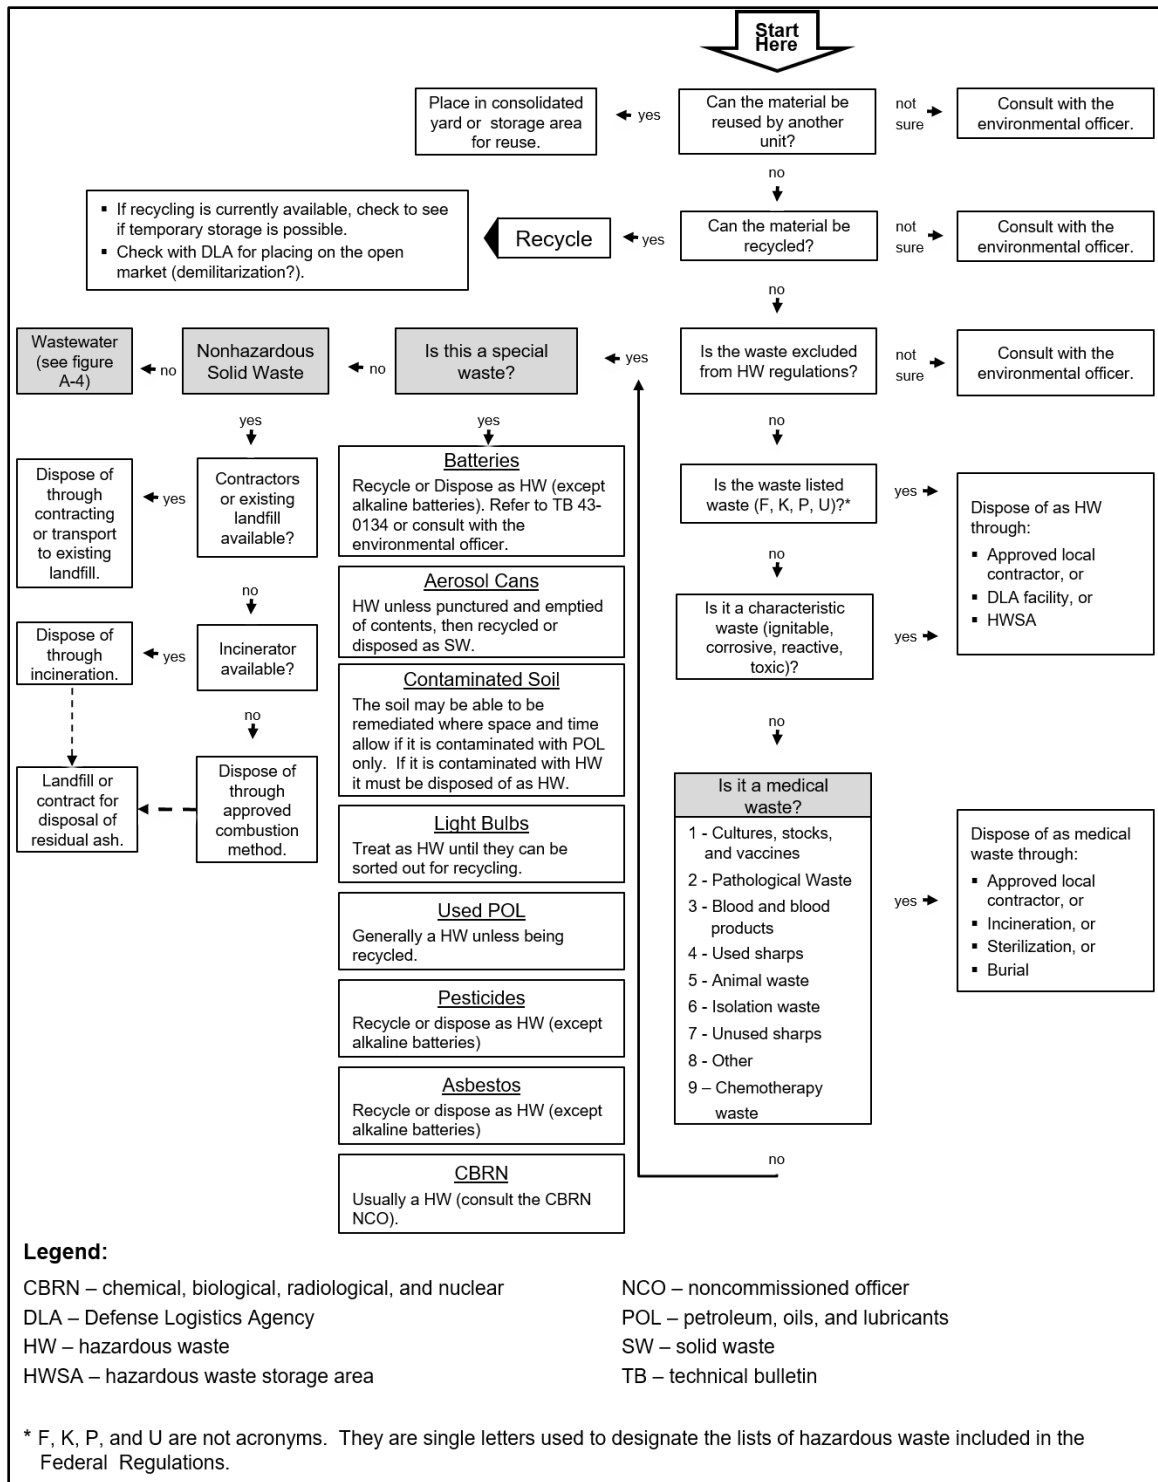 Start
Here
Place in consolidated
yard or storage area
for reuse.
yes
Can the material be
reused by another
unit?
not
sure
Consult with the
environmental officer.
no
▪ If recycling is currently available, check to see
if temporary storage is possible.
▪ Check with DLA for placing on the open
market (demilitarization?).
Recycle
yes
Can the material be
recycled?
not
sure
Consult with the
environmental officer.
no
Wastewater
(see figure
A-4)
no
Nonhazardous
Solid Waste
no
Is this a special
waste?
yes
Is the waste excluded
from HW regulations?
not
sure
Consult with the
environmental officer.
yes
yes
no
Dispose of
through
contracting
or transport
to existing
landfill.
yes
Contractors
or existing
landfill
available?
no
Dispose of
through
incineration.
yes
Incinerator
available?
no
Landfill or
contract for
disposal of
residual ash.
Dispose of
through
approved
combustion
method.
Batteries
Recycle or Dispose as HW (except
alkaline batteries). Refer to TB 43-
0134 or consult with the
environmental officer.
Aerosol Cans
HW unless punctured and emptied
of contents, then recycled or
disposed as SW.
Contaminated Soil
The soil may be able to be
remediated where space and time
allow if it is contaminated with POL
only. If it is contaminated with HW
it must be disposed of as HW.
Light Bulbs
Treat as HW until they can be
sorted out for recycling.
Used POL
Generally a HW unless being
recycled.
Pesticides
Recycle or dispose as HW (except
alkaline batteries)
Asbestos
Recycle or dispose as HW (except
alkaline batteries)
CBRN
Usually a HW (consult the CBRN
NCO).
Is the waste listed
waste (F, K, P, U)?*
yes
no
Is it a characteristic
waste (ignitable,
corrosive, reactive,
toxic)?
yes
Dispose of as HW
through:
▪ Approved local
contractor, or
▪ DLA facility, or
▪ HWSA
no
Is it a medical
waste?
1 - Cultures, stocks,
and vaccines
2 - Pathological Waste
3 - Blood and blood
products
4 - Used sharps
5 - Animal waste
6 - Isolation waste
7 - Unused sharps
8 - Other
9 – Chemotherapy
waste
yes
Dispose of as medical
waste through:
▪ Approved local
contractor, or
▪ Incineration, or
▪ Sterilization, or
▪ Burial
no
Legend:
CBRN – chemical, biological, radiological, and nuclear
DLA – Defense Logistics Agency
HW – hazardous waste
HWSA – hazardous waste storage area
NCO – noncommissioned officer
POL – petroleum, oils, and lubricants
SW – solid waste
TB – technical bulletin
* F, K, P, and U are not acronyms. They are single letters used to designate the lists of hazardous waste included in the
Federal Regulations.